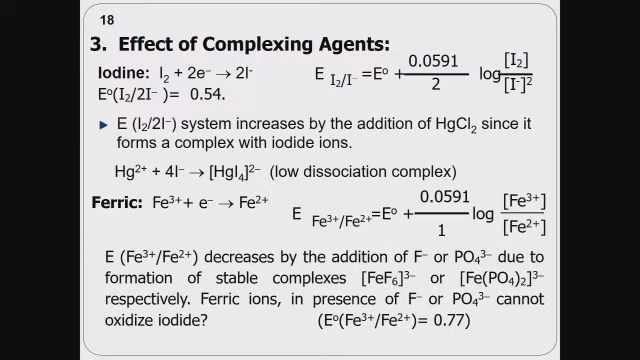 18
3. Effect of Complexing Agents:
Iodine: I₂ + 2e⁻ → 2I⁻ E I₂/I⁻ =Eᵒ + 0.0591/2 log [I₂]/[I⁻]²
Eᵒ(I₂/2I⁻ )= 0.54.
▸ E (I₂/2I⁻) system increases by the addition of HgCl₂ since it
forms a complex with iodide ions.
Hg²⁺ + 4I⁻ → [HgI₄]²⁻ (low dissociation complex)
Ferric: Fe³⁺+ e⁻ → Fe²⁺ E Fe³⁺/Fe²⁺ =Eᵒ + 0.0591/1 log [Fe³⁺]/[Fe²⁺]
E (Fe³⁺/Fe²⁺) decreases by the addition of F⁻ or PO₄³⁻ due to
formation of stable complexes [FeF₆]³⁻ or [Fe(PO₄)₂]³⁻
respectively. Ferric ions, in presence of F⁻ or PO₄³⁻ cannot
oxidize iodide? (Eᵒ(Fe³⁺/Fe²⁺)= 0.77)